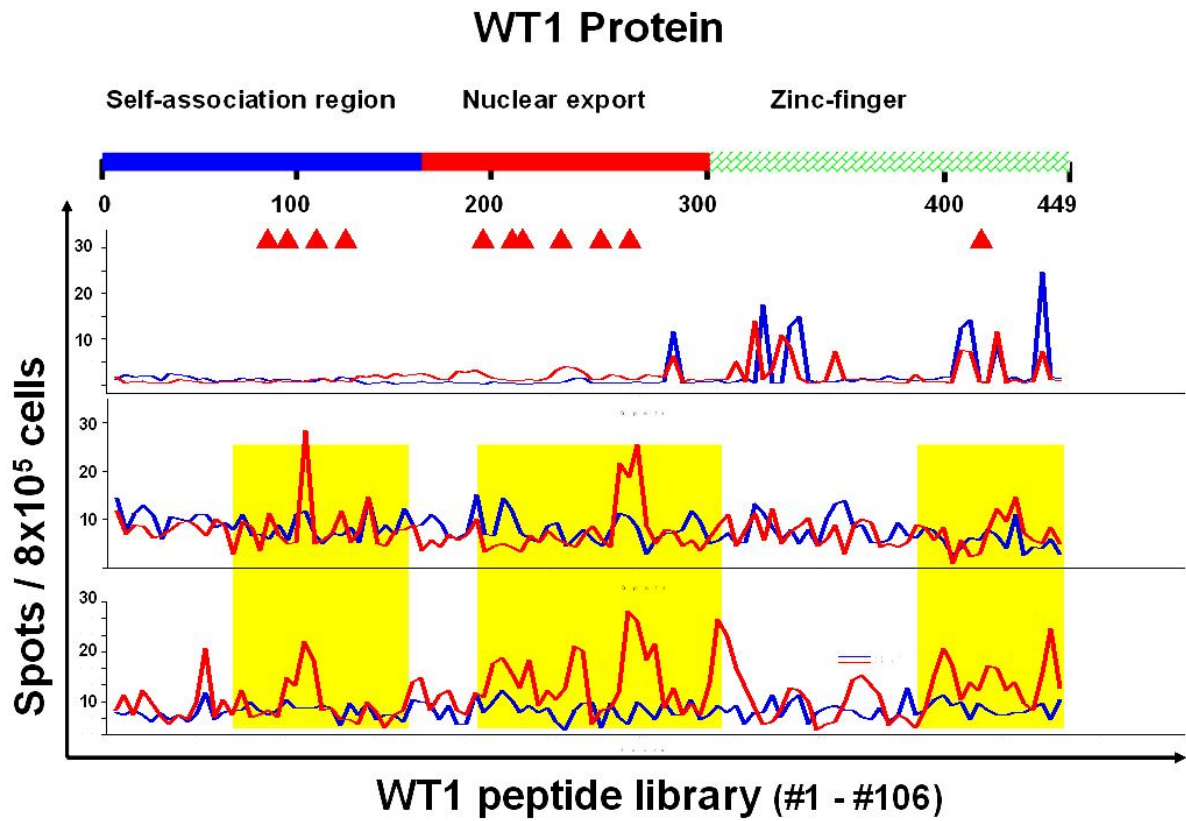 WT1 Protein
Self-association region Nuclear export Zinc-finger
0 100 200 300 400 449
Spots / 8x10⁵ cells
30
20
10
30
20
10
30
20
10
WT1 peptide library (#1 - #106)